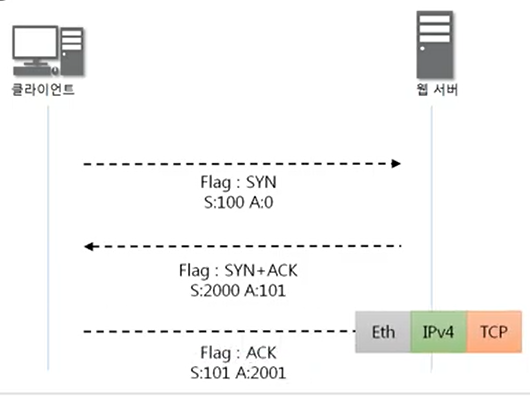 클라이언트
웹 서버
Flag : SYN
S:100 A:0
Flag : SYN+ACK
S:2000 A:101
Eth IPv4 TCP
Flag : ACK
S:101 A:2001